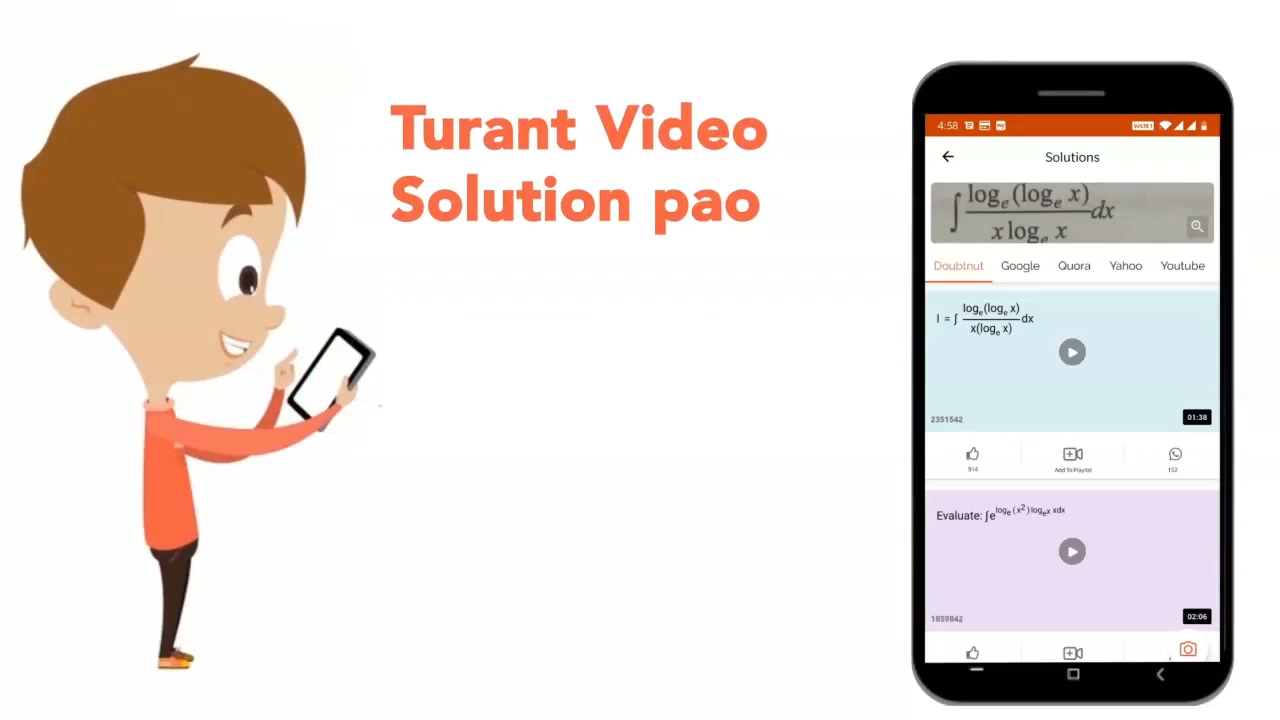 Turant Video
Solution pao
4:58
Solutions
∫ logₑ(logₑ x) / x logₑ x dx
Doubtnut Google Quora Yahoo Youtube
I = ∫ logₑ(logₑ x) / x(logₑ x) dx
2351542 01:38
914 Add To Playlist 152
Evaluate: ∫e^logₑ(x²)logₑx xdx
1859842 02:06